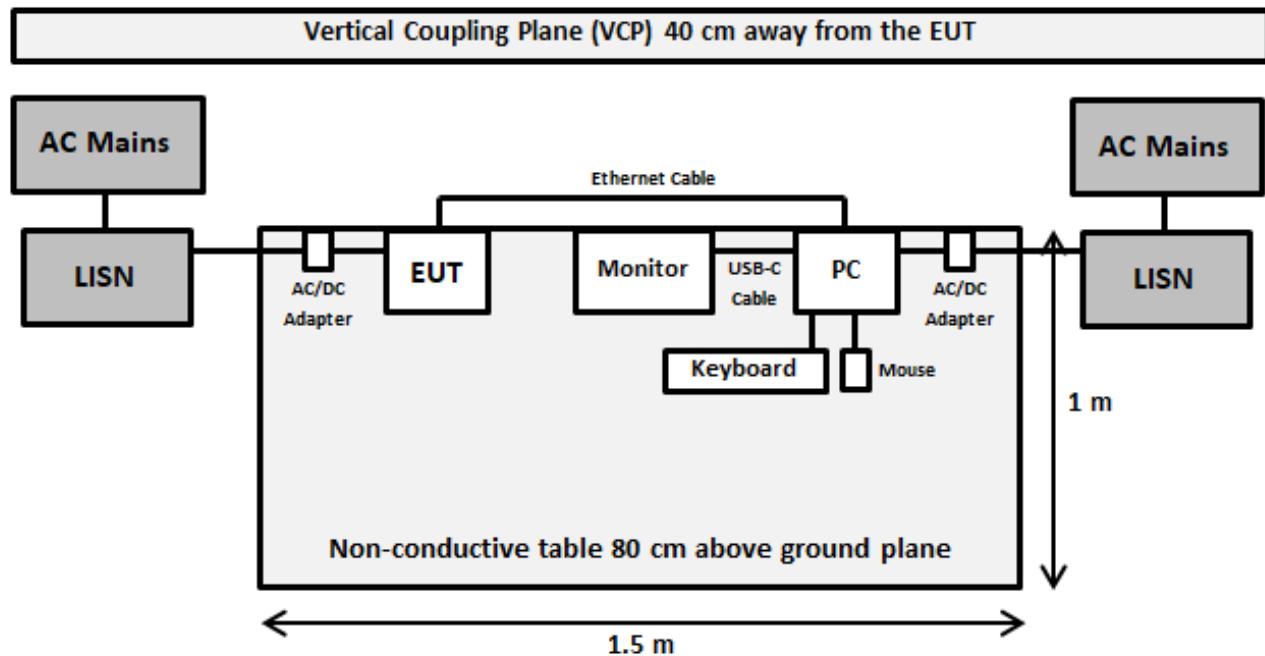 Vertical Coupling Plane (VCP) 40 cm away from the EUT
AC Mains
AC Mains
Ethernet Cable
LISN
AC/DC
Adapter
EUT
Monitor
USB-C
Cable
PC
AC/DC
Adapter
LISN
Keyboard
Mouse
1 m
Non-conductive table 80 cm above ground plane
1.5 m